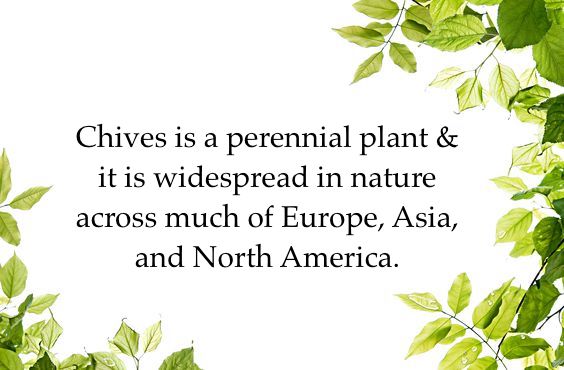 Chives is a perennial plant &
it is widespread in nature
across much of Europe, Asia,
and North America.